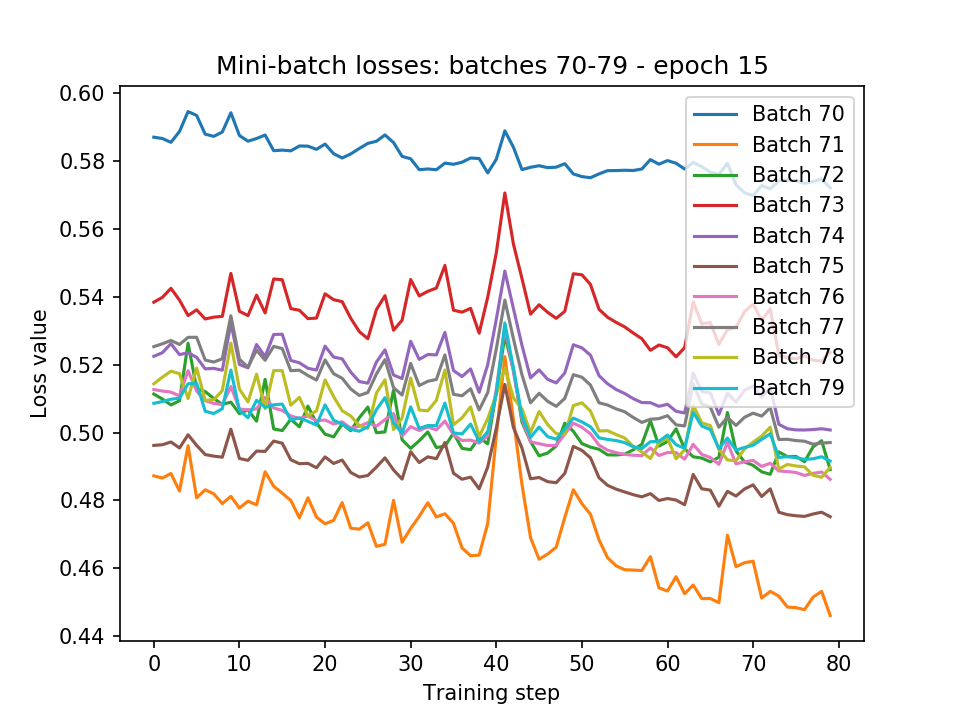 Mini-batch losses: batches 70-79 - epoch 15
0.60
0.58
0.56
0.54
0.52
0.50
0.48
0.46
0.44
Loss value
0 10 20 30 40 50 60 70 80
Training step
Batch 70
Batch 71
Batch 72
Batch 73
Batch 74
Batch 75
Batch 76
Batch 77
Batch 78
Batch 79